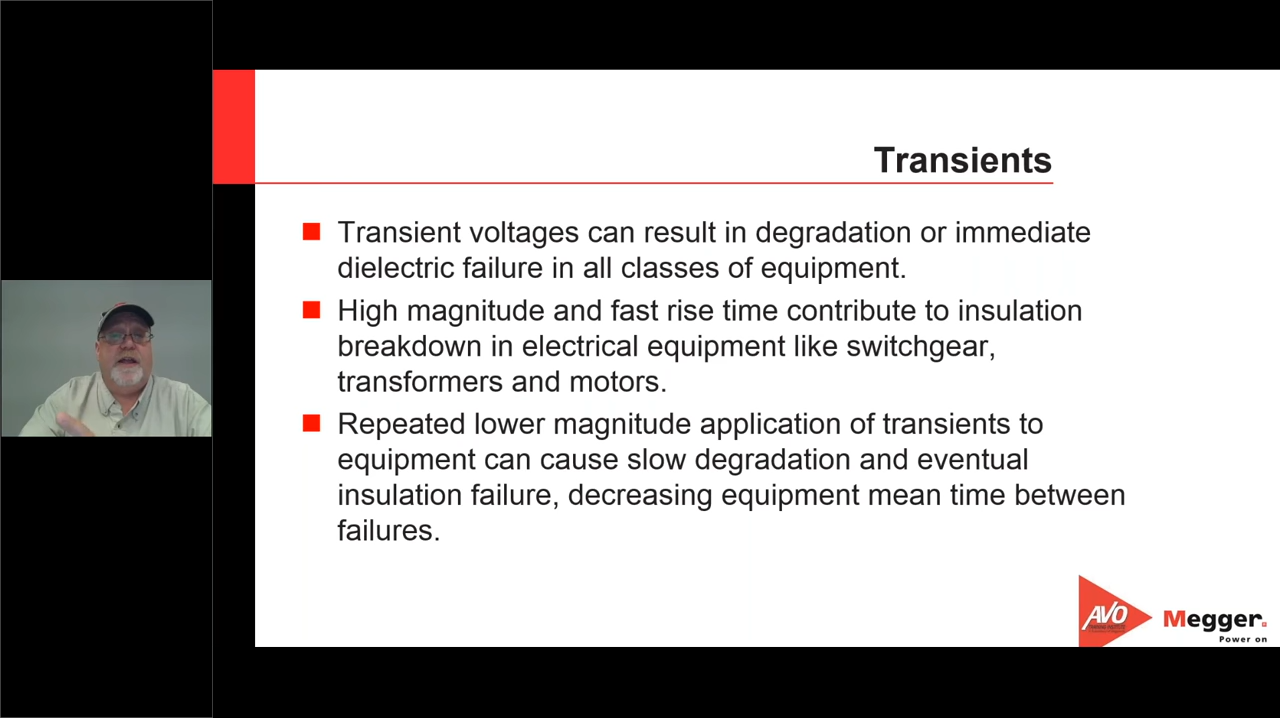 Transients
Transient voltages can result in degradation or immediate
dielectric failure in all classes of equipment.
High magnitude and fast rise time contribute to insulation
breakdown in electrical equipment like switchgear,
transformers and motors.
Repeated lower magnitude application of transients to
equipment can cause slow degradation and eventual
insulation failure, decreasing equipment mean time between
failures.
AVO
Megger.
Power on